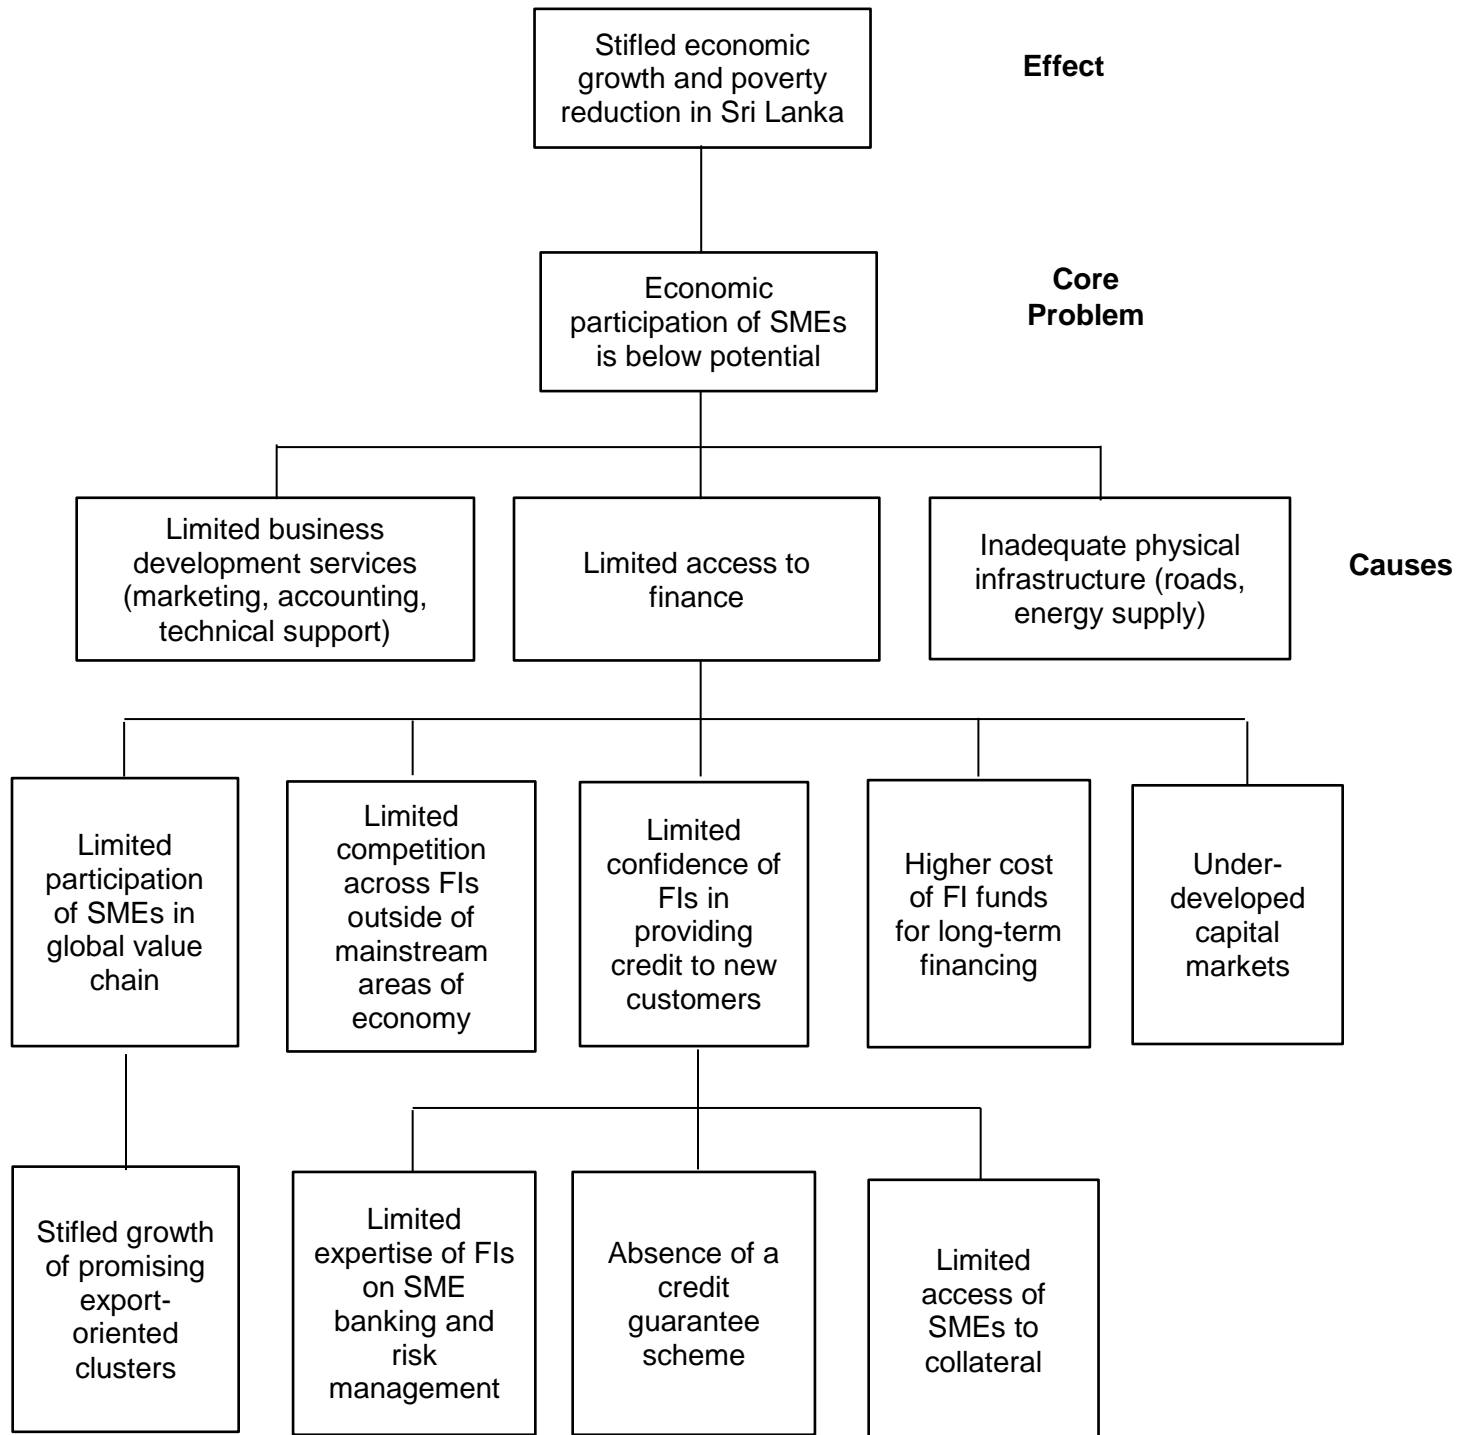 Stifled economic
growth and poverty
reduction in Sri Lanka
Effect
Economic
participation of SMEs
is below potential
Core
Problem
Limited business
development services
(marketing, accounting,
technical support)
Limited access to
finance
Inadequate physical
infrastructure (roads,
energy supply)
Causes
Limited
participation
of SMEs in
global value
chain
Limited
competition
across FIs
outside of
mainstream
areas of
economy
Limited
confidence of
FIs in
providing
credit to new
customers
Higher cost
of FI funds
for long-term
financing
Under-
developed
capital
markets
Stifled growth
of promising
export-
oriented
clusters
Limited
expertise of FIs
on SME
banking and
risk
management
Absence of a
credit
guarantee
scheme
Limited
access of
SMEs to
collateral